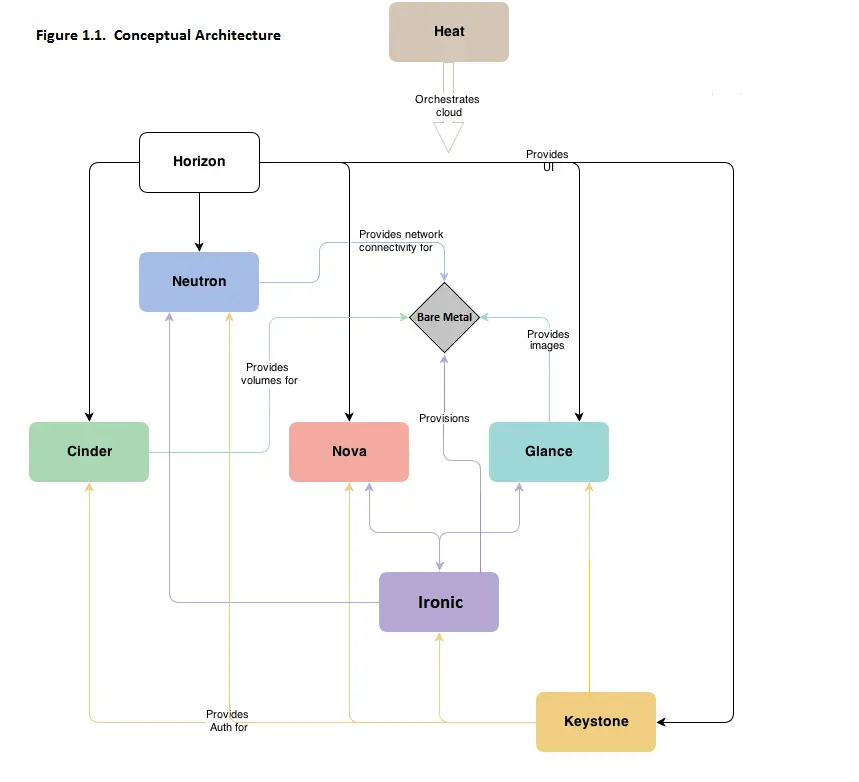 Heat
Figure 1.1. Conceptual Architecture
Orchestrates
cloud
Horizon
Provides
UI
Provides network
connectivity for
Neutron
Bare Metal
Provides
images
Provides
volumes for
Provisions
Cinder
Nova
Glance
Ironic
Provides
Auth for
Keystone